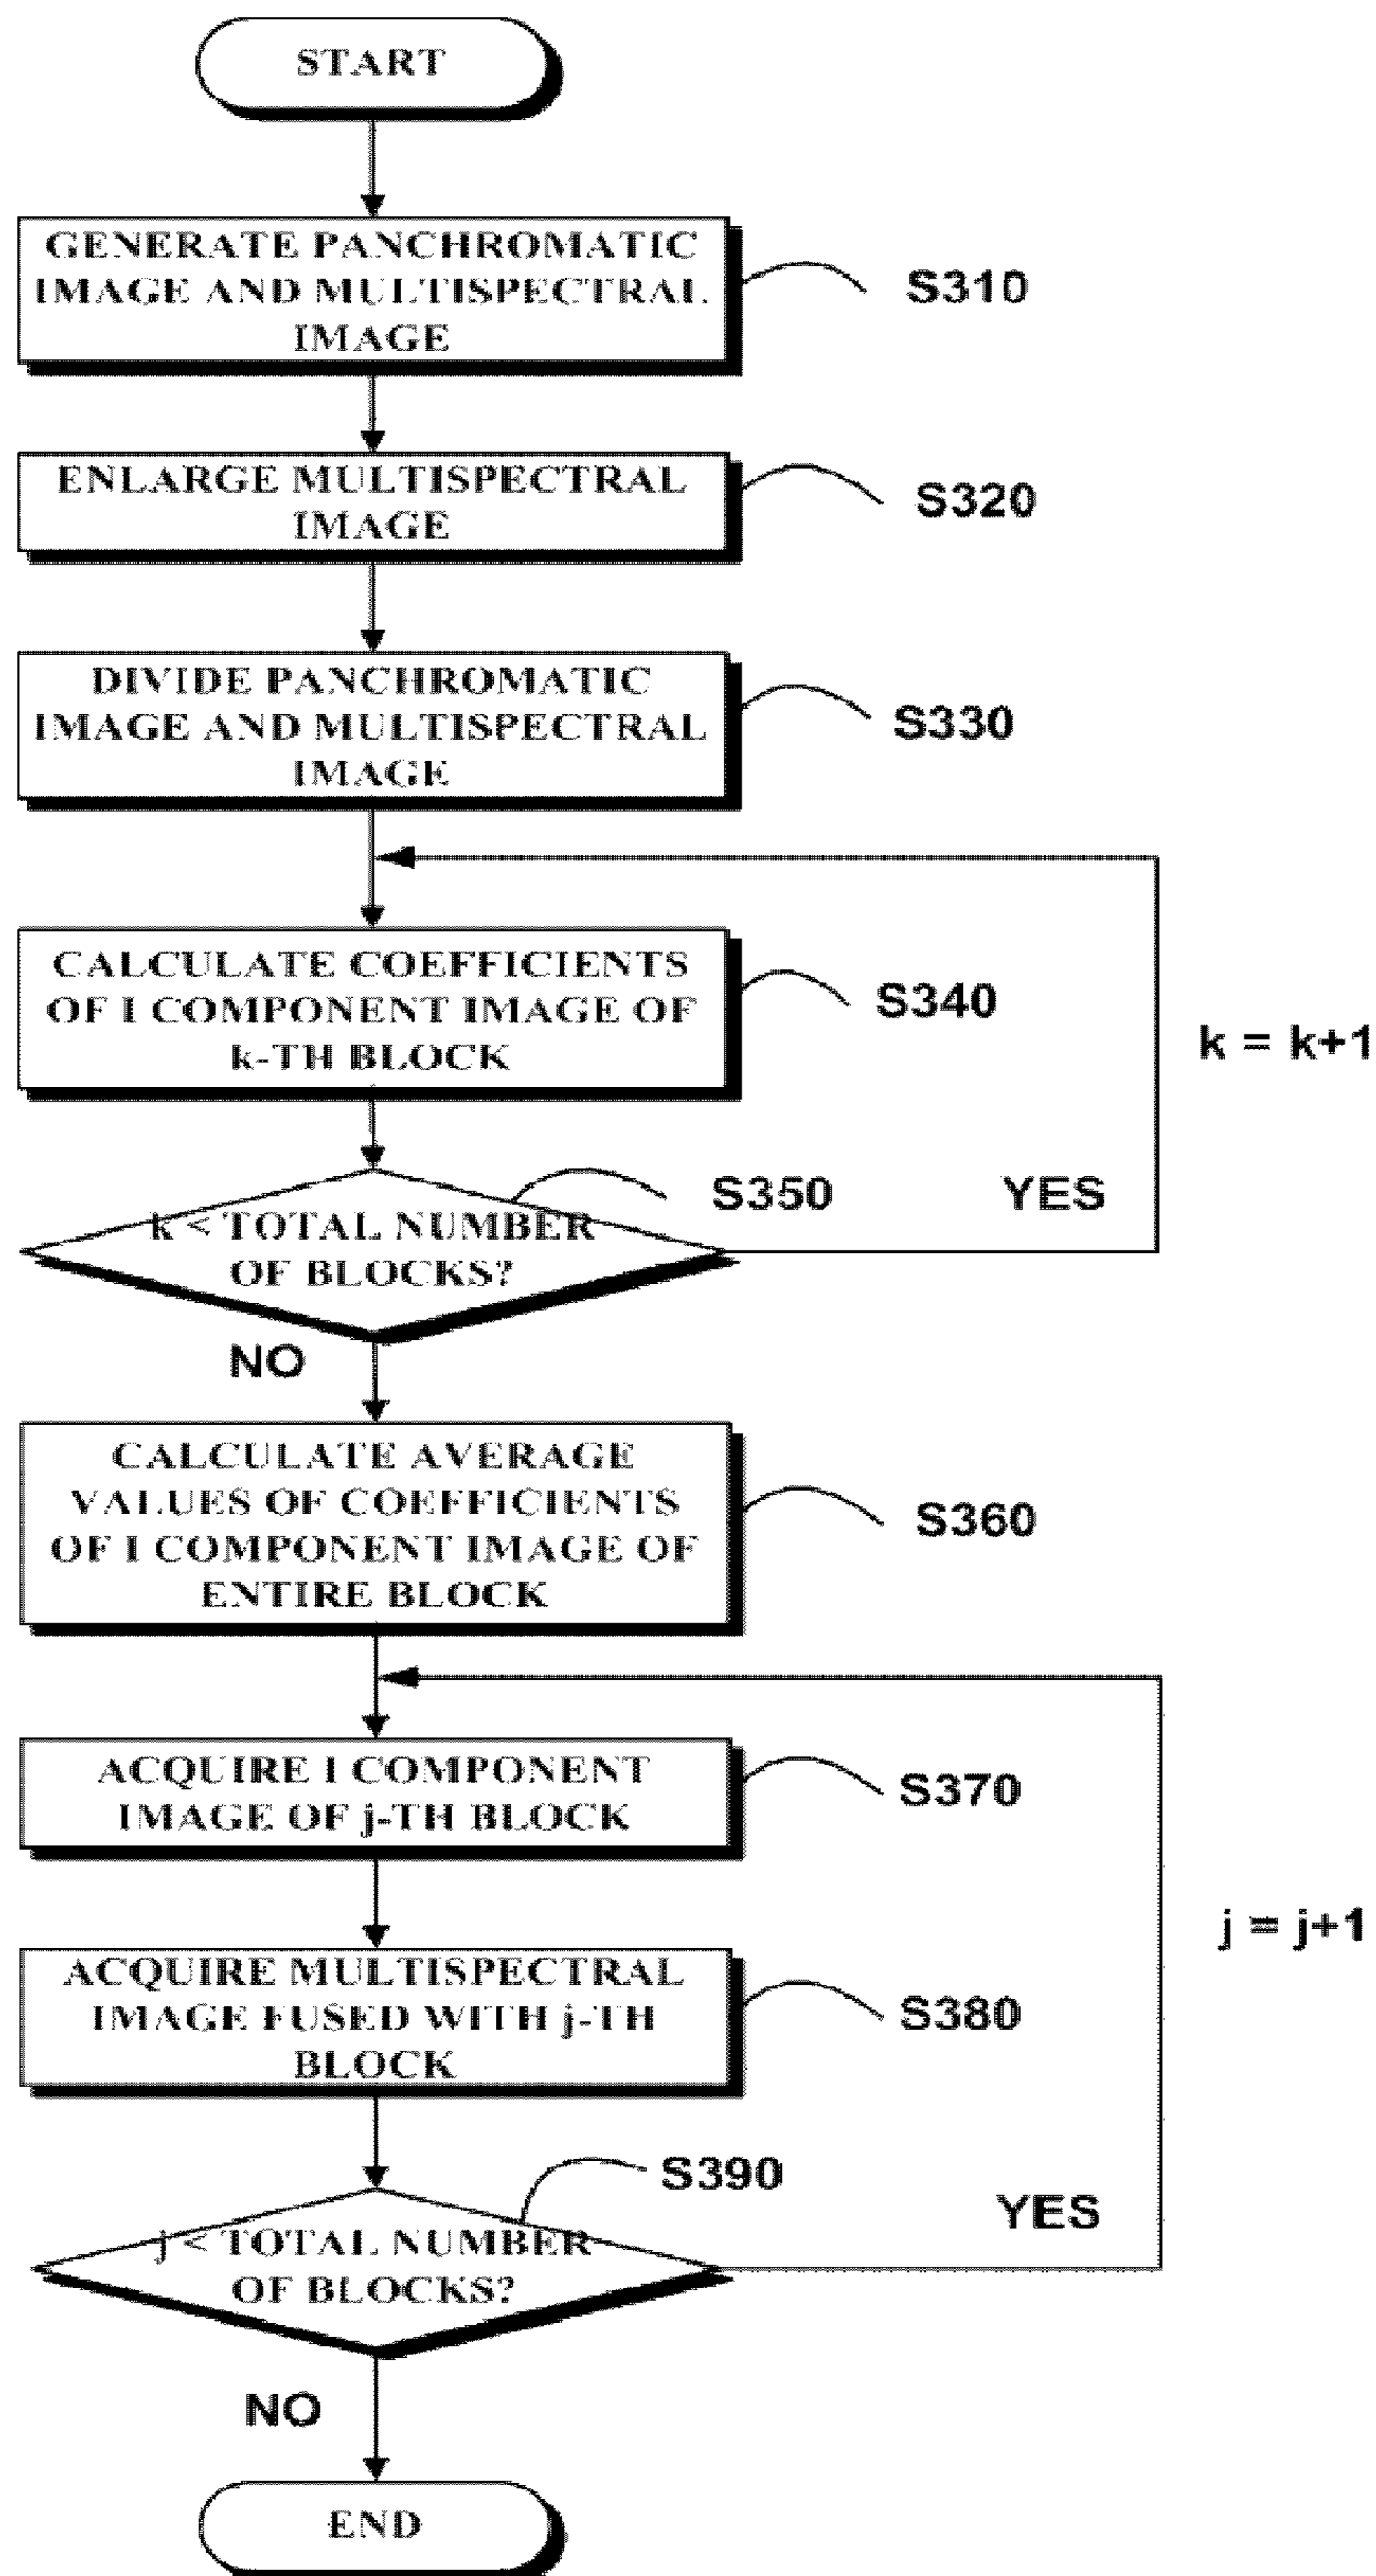 START
GENERATE PANCHROMATIC
IMAGE AND MULTISPECTRAL
IMAGE
S310
ENLARGE MULTISPECTRAL
IMAGE
S320
DIVIDE PANCHROMATIC
IMAGE AND MULTISPECTRAL
IMAGE
S330
CALCULATE COEFFICIENTS
OF I COMPONENT IMAGE OF
k-TH BLOCK
S340
k = k+1
k < TOTAL NUMBER
OF BLOCKS?
S350
YES
NO
CALCULATE AVERAGE
VALUES OF COEFFICIENTS
OF I COMPONENT IMAGE OF
ENTIRE BLOCK
S360
ACQUIRE I COMPONENT
IMAGE OF j-TH BLOCK
S370
ACQUIRE MULTISPECTRAL
IMAGE FUSED WITH j-TH
BLOCK
S380
j = j+1
j < TOTAL NUMBER
OF BLOCKS?
S390
YES
NO
END